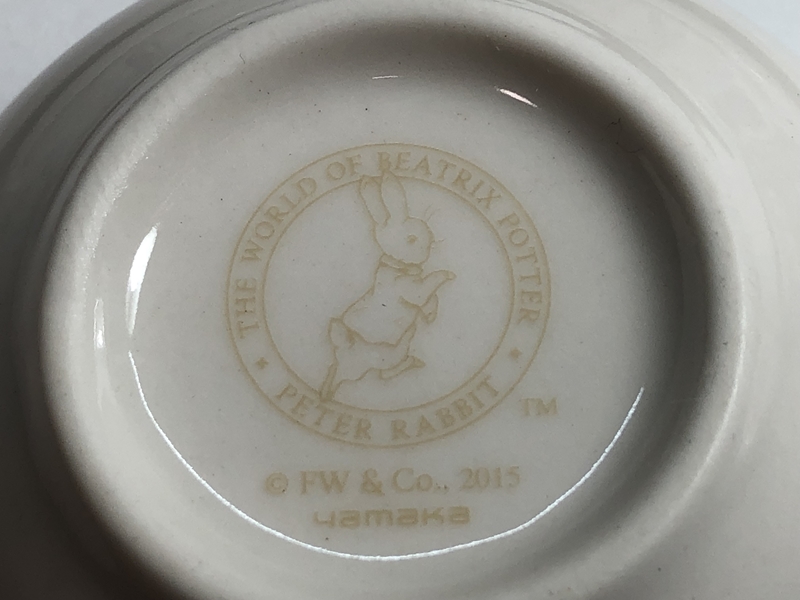 THE WORLD OF BEATRIX POTTER
PETER RABBIT
TM
© FW & Co., 2015
yamaka